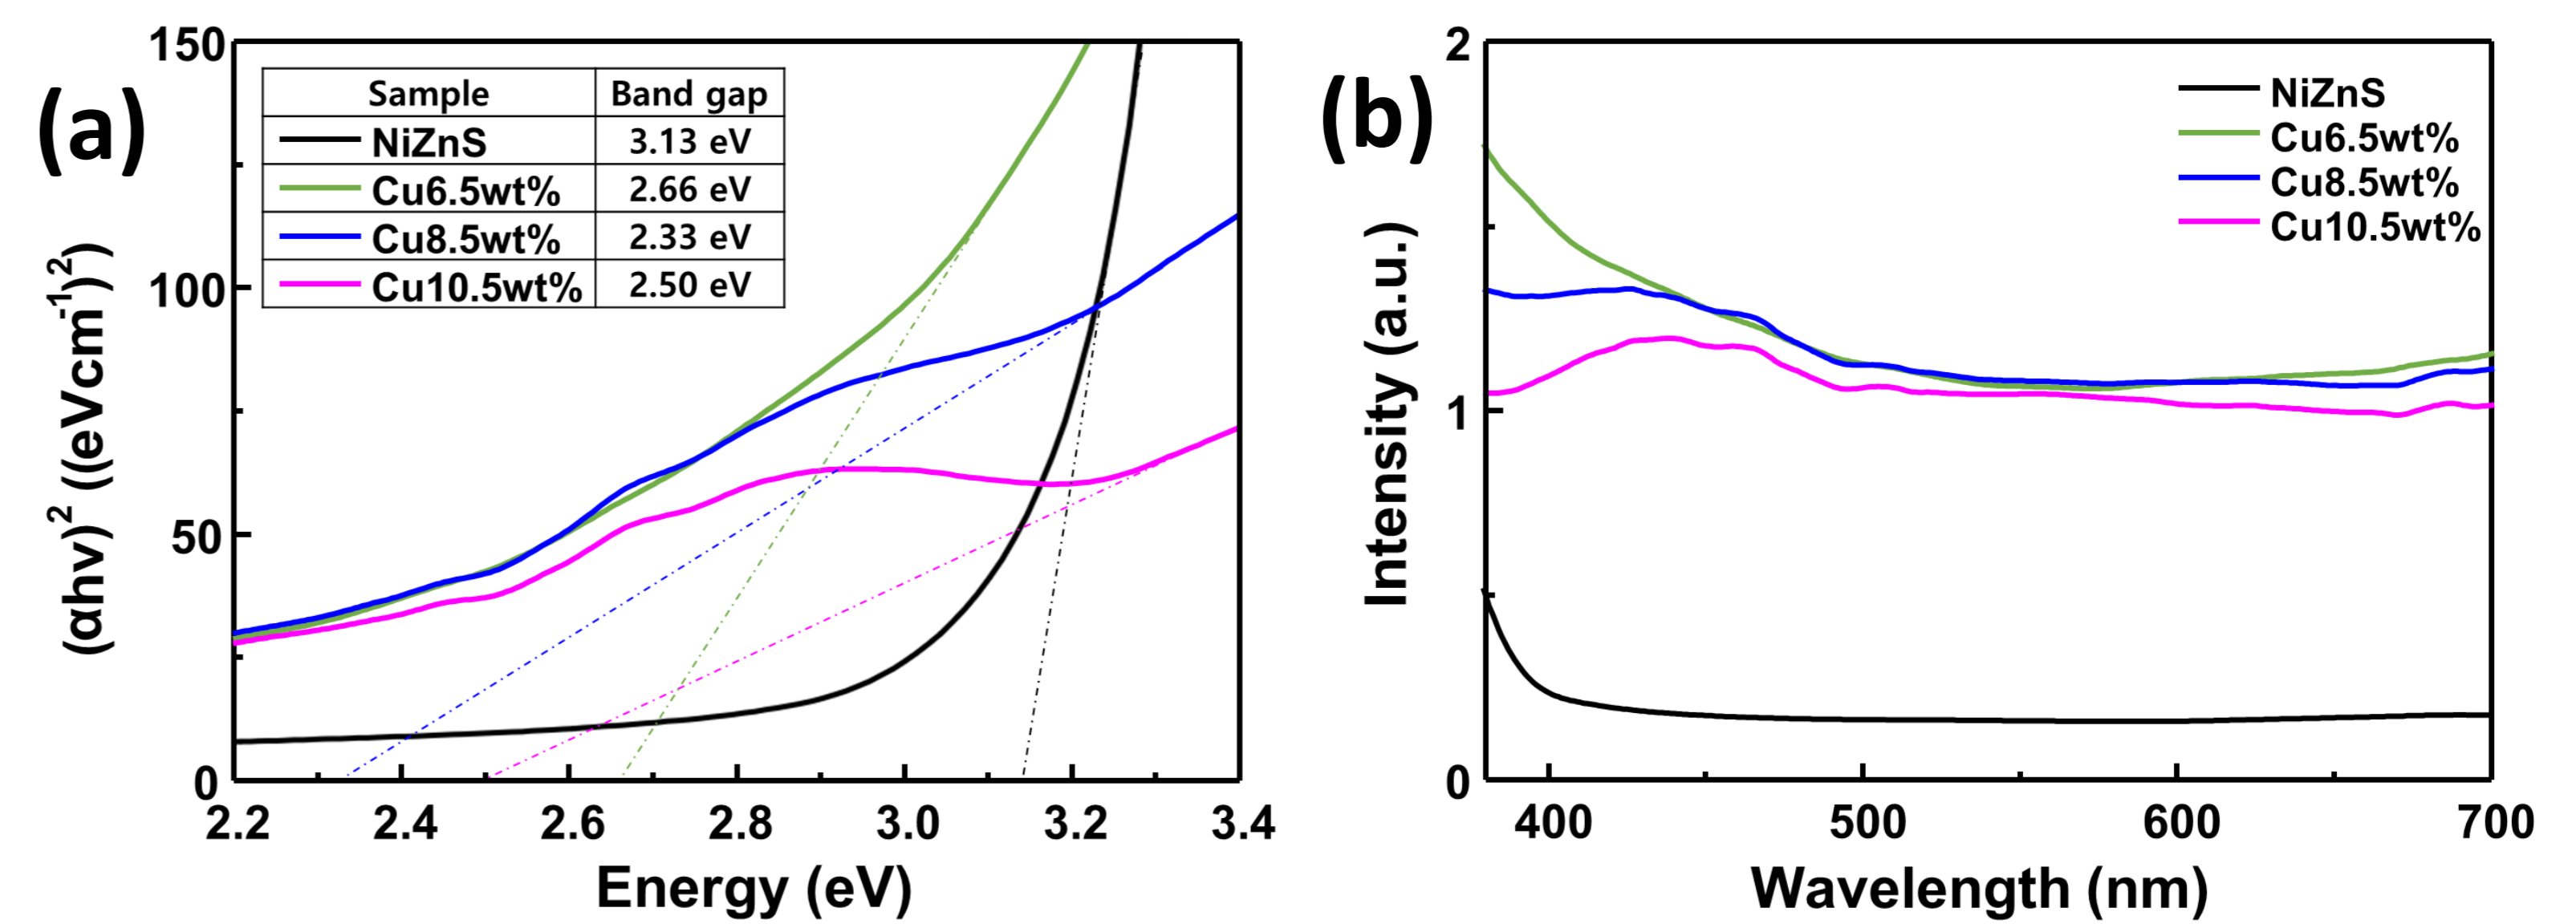 (a)
150
100
50
0
(αhν)² ((eVcm⁻¹)²)
Sample Band gap
NiZnS 3.13 eV
Cu6.5wt% 2.66 eV
Cu8.5wt% 2.33 eV
Cu10.5wt% 2.50 eV
2.2 2.4 2.6 2.8 3.0 3.2 3.4
Energy (eV)
(b)
2
1
0
Intensity (a.u.)
NiZnS
Cu6.5wt%
Cu8.5wt%
Cu10.5wt%
400 500 600 700
Wavelength (nm)